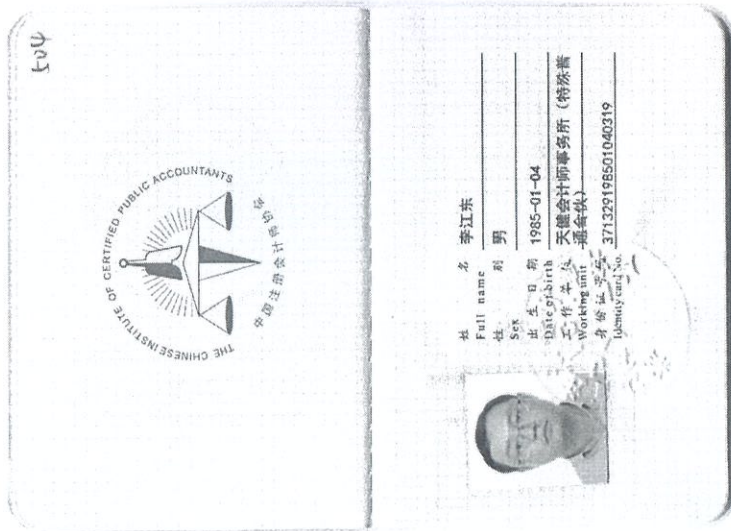 504
THE CHINESE INSTITUTE OF CERTIFIED PUBLIC ACCOUNTANTS
中国注册会计师协会
姓 名 李江东
Full name
性 别 男
Sex
出 生 日 期 1985-01-04
Date of birth
工 作 单 位 天健会计师事务所（特殊普
Working unit 通合伙）
身份证号码 371329198501040319
Identity card No.